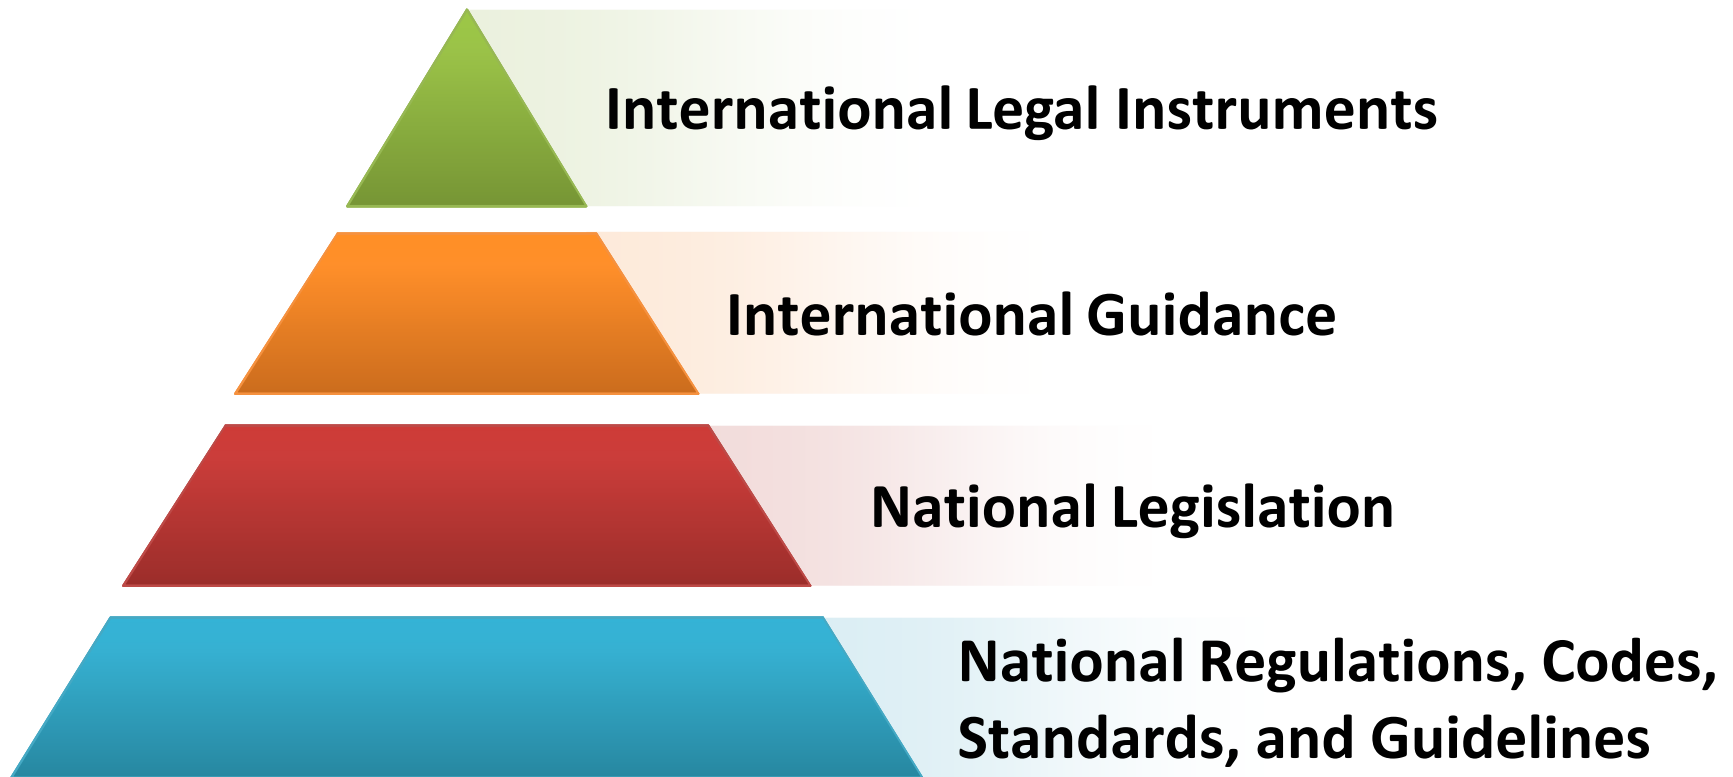 International Legal Instruments
International Guidance
National Legislation
National Regulations, Codes,
Standards, and Guidelines